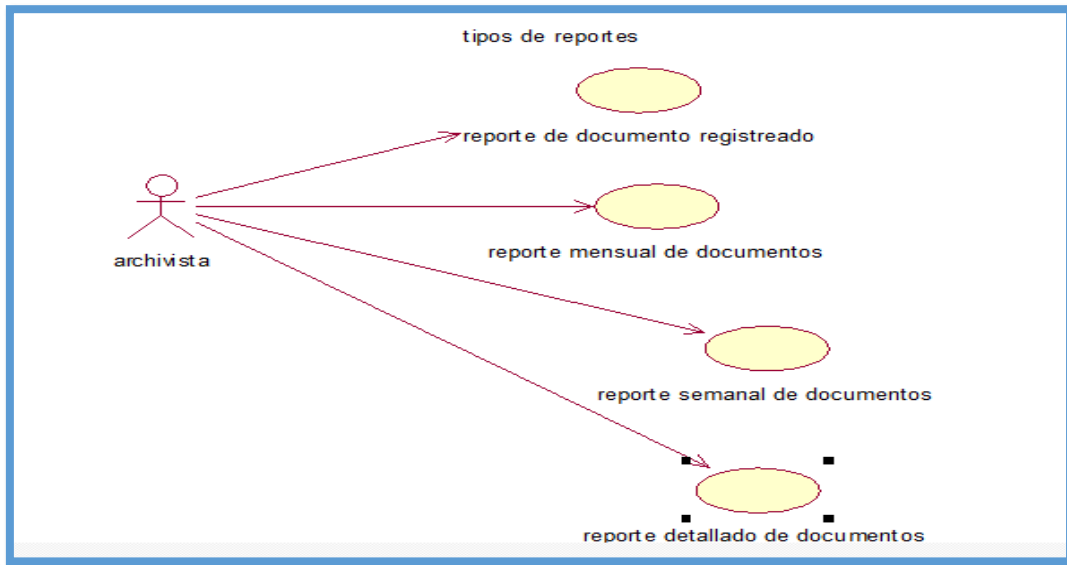 tipos de reportes
reporte de documento registreado
archivista
reporte mensual de documentos
reporte semanal de documentos
reporte detallado de documentos